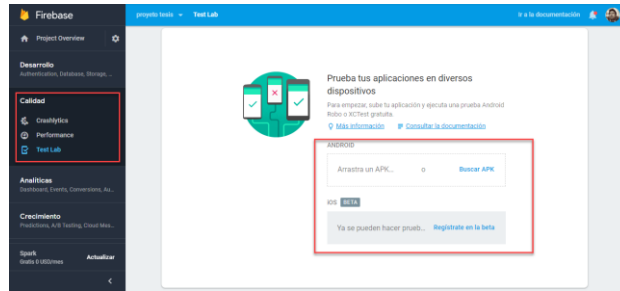 Firebase
proyeto tesis
Test Lab
Ir a la documentación
Project Overview
Desarrollo
Authentication, Database, Storage, ...
Calidad
Crashlytics
Performance
Test Lab
Analíticas
Dashboard, Events, Conversions, Au...
Crecimiento
Predictions, A/B Testing, Cloud Mes...
Spark
Gratis 0 USD/mes
Actualizar
Prueba tus aplicaciones en diversos
dispositivos
Para empezar, sube tu aplicación y ejecuta una prueba Android
Robo o XCTest gratuita.
Más información
Consultar la documentación
ANDROID
Arrastra un APK... o Buscar APK
iOS BETA
Ya se pueden hacer prueb... Regístrate en la beta